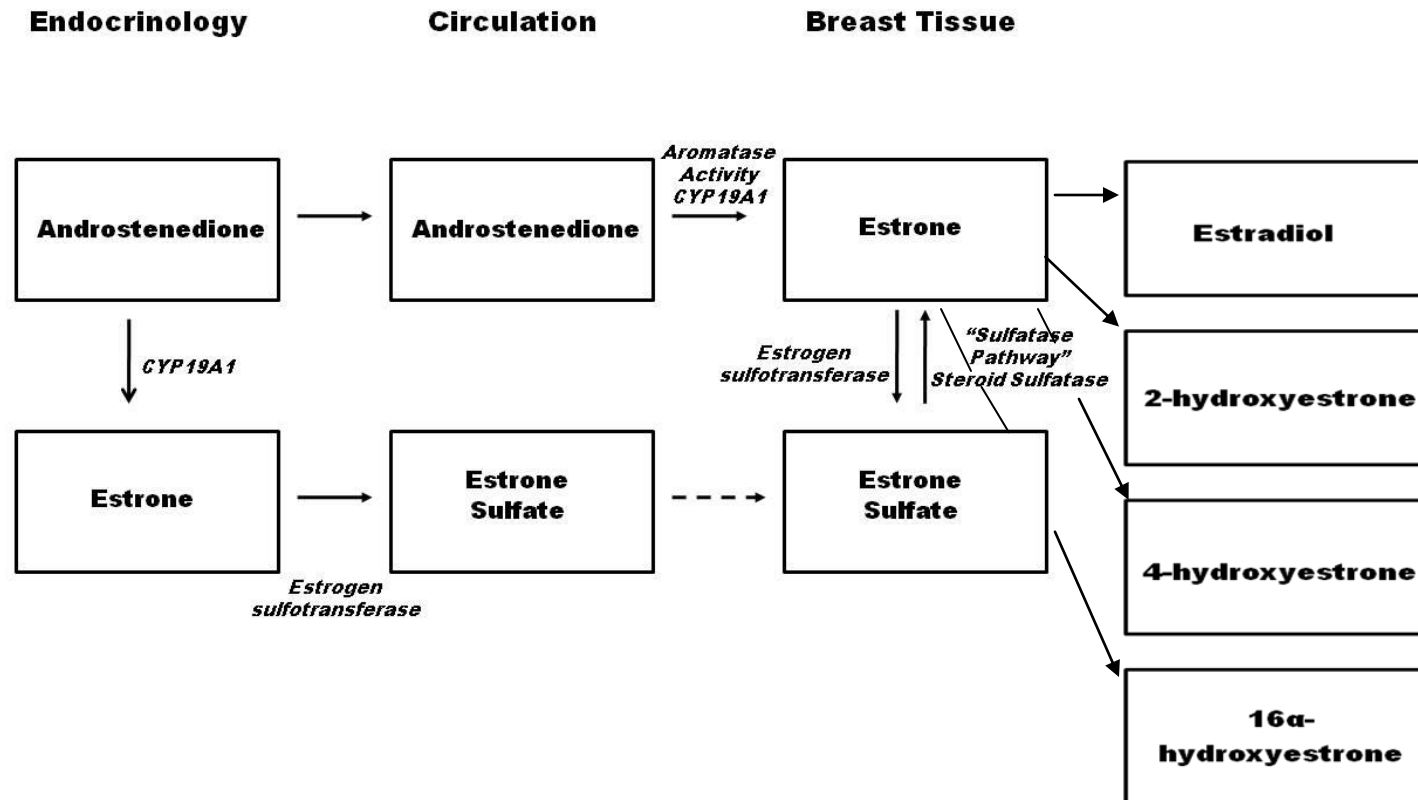 Endocrinology
Circulation
Breast Tissue
Androstenedione
Androstenedione
Aromatase
Activity
CYP19A1
Estrone
Estradiol
CYP19A1
Estrogen
sulfotransferase
“Sulfatase
Pathway”
Steroid Sulfatase
2-hydroxyestrone
Estrone
Estrone
Sulfate
Estrone
Sulfate
Estrogen
sulfotransferase
4-hydroxyestrone
16α-
hydroxyestrone